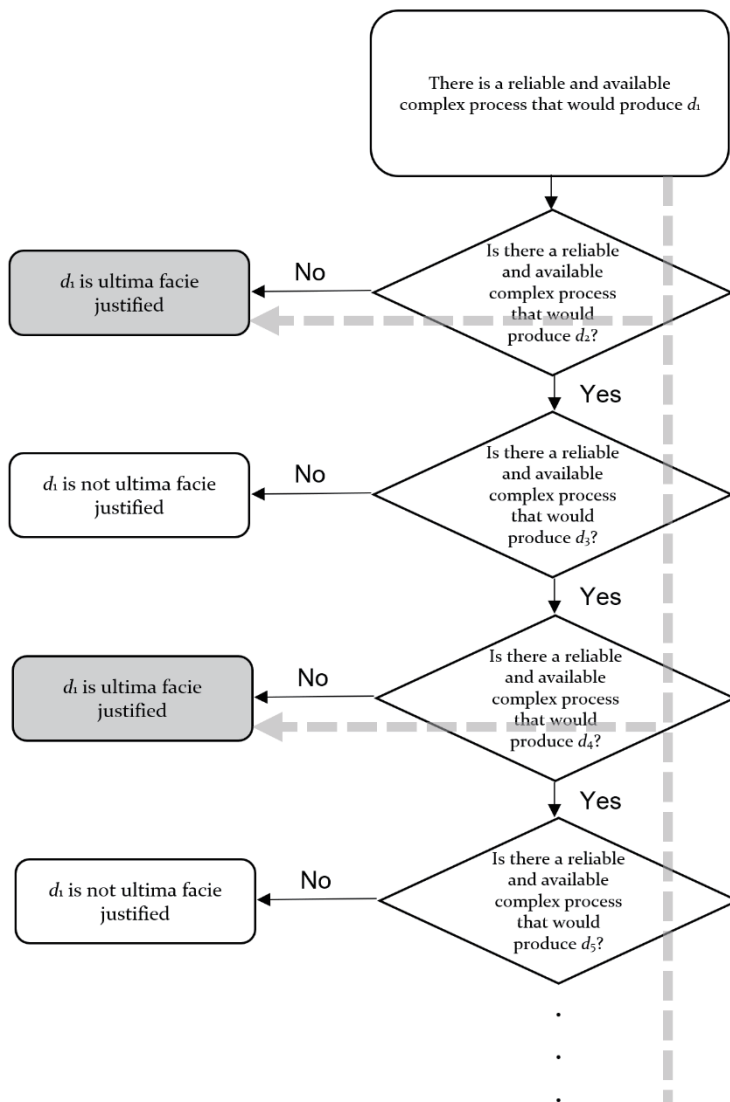 There is a reliable and available
complex process that would produce d₁
Is there a reliable
and available
complex process
that would
produce d₂?
No
d₁ is ultima facie
justified
Yes
Is there a reliable
and available
complex process
that would
produce d₃?
No
d₁ is not ultima facie
justified
Yes
Is there a reliable
and available
complex process
that would
produce d₄?
No
d₁ is ultima facie
justified
Yes
Is there a reliable
and available
complex process
that would
produce d₅?
No
d₁ is not ultima facie
justified
.
.
.